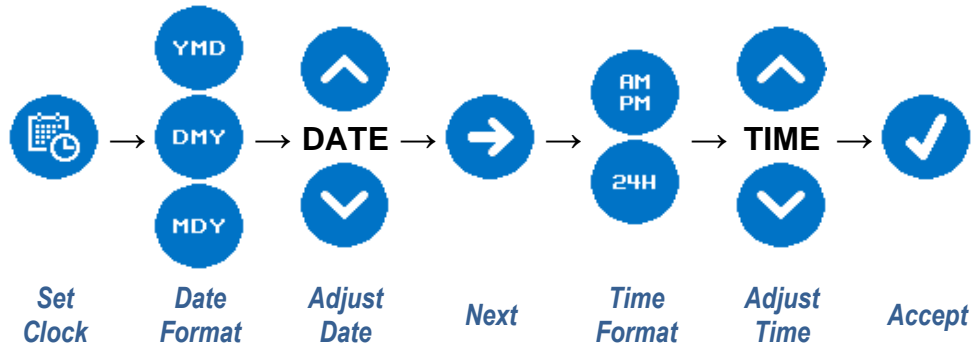 YMD
DMY
MDY
DATE
AM
PM
24H
TIME
Set
Clock
Date
Format
Adjust
Date
Next
Time
Format
Adjust
Time
Accept